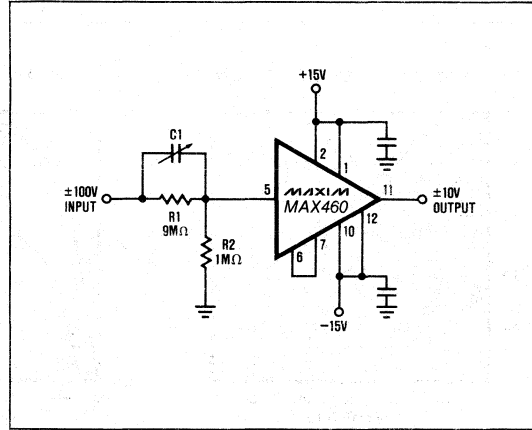 +15V
C1
2
1
±100V
INPUT
R1
9MΩ
5
MAXIM
MAX460
11
±10V
OUTPUT
12
10
7
6
R2
1MΩ
−15V